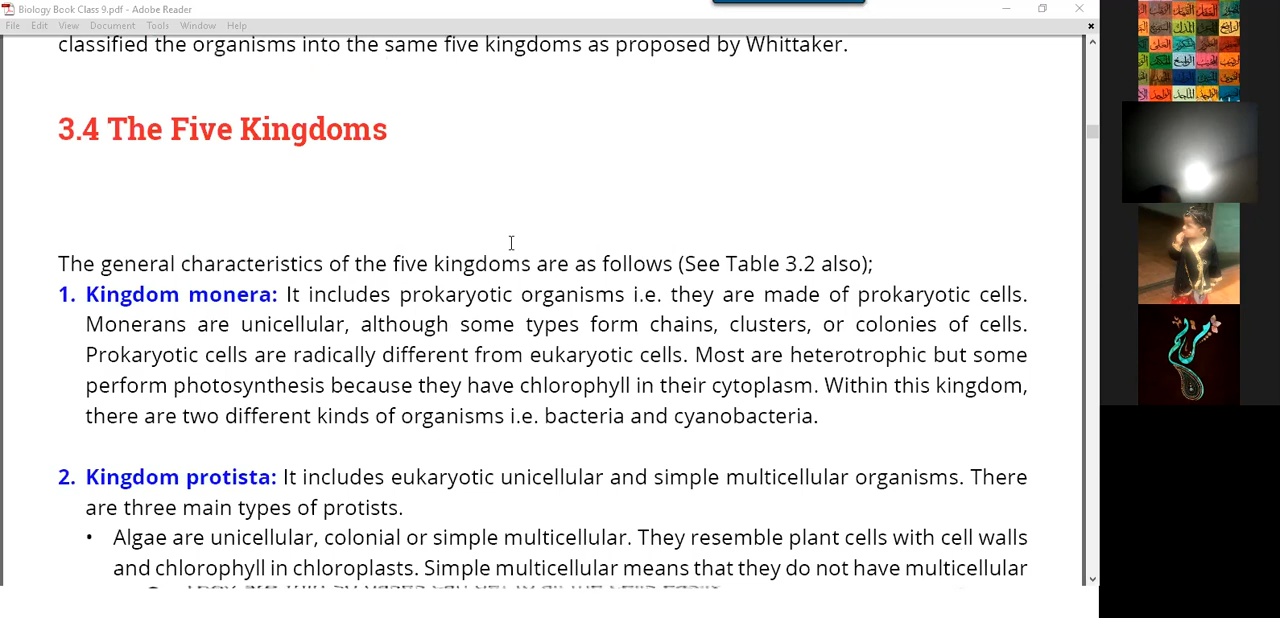 Biology Book Class 9.pdf - Adobe Reader
File Edit View Document Tools Window Help
classified the organisms into the same five kingdoms as proposed by Whittaker.
3.4 The Five Kingdoms
The general characteristics of the five kingdoms are as follows (See Table 3.2 also);
1. Kingdom monera: It includes prokaryotic organisms i.e. they are made of prokaryotic cells.
Monerans are unicellular, although some types form chains, clusters, or colonies of cells.
Prokaryotic cells are radically different from eukaryotic cells. Most are heterotrophic but some
perform photosynthesis because they have chlorophyll in their cytoplasm. Within this kingdom,
there are two different kinds of organisms i.e. bacteria and cyanobacteria.
2. Kingdom protista: It includes eukaryotic unicellular and simple multicellular organisms. There
are three main types of protists.
• Algae are unicellular, colonial or simple multicellular. They resemble plant cells with cell walls
and chlorophyll in chloroplasts. Simple multicellular means that they do not have multicellular